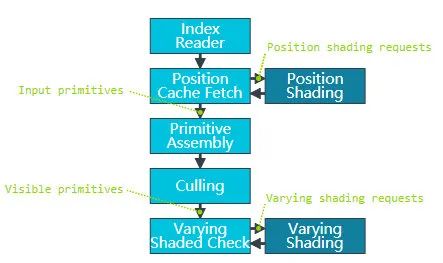 Index
Reader
Position shading requests
Position
Cache Fetch
Position
Shading
Input primitives
Primitive
Assembly
Culling
Visible primitives
Varying shading requests
Varying
Shaded Check
Varying
Shading